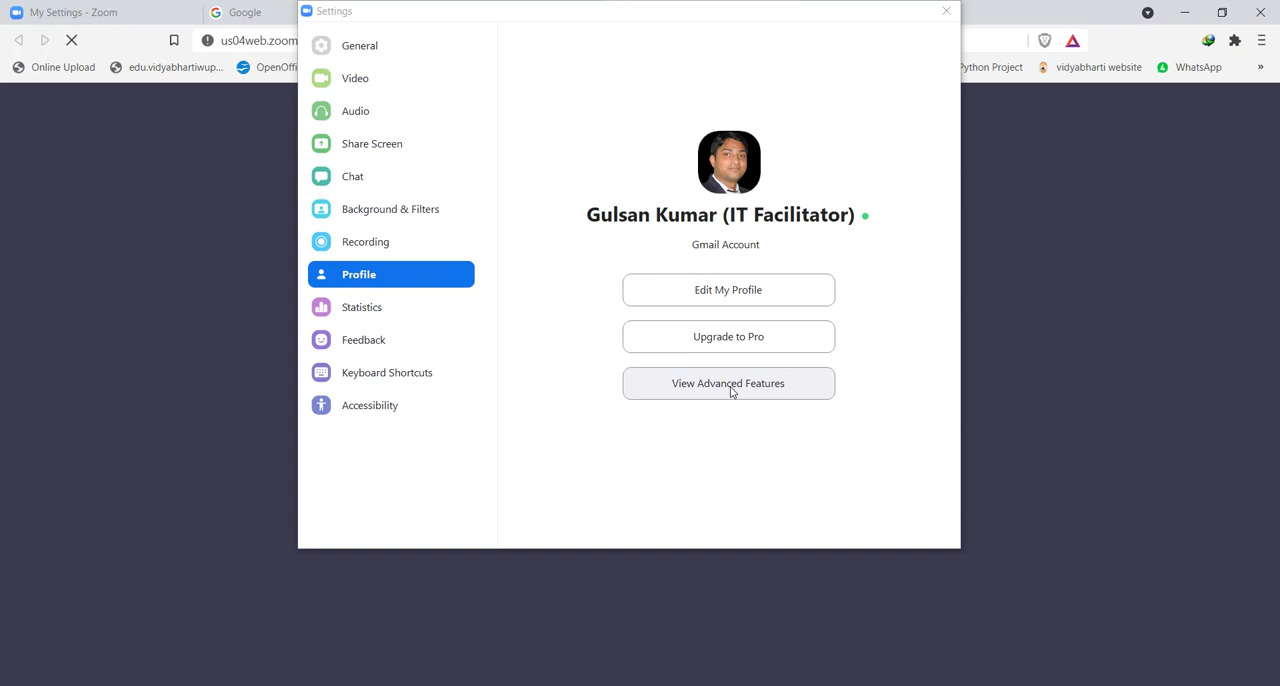 My Settings - Zoom
Google
Settings
us04web.zoom
Online Upload
edu.vidyabhartiwup...
OpenOffi
Python Project
vidyabharti website
WhatsApp
»
General
Video
Audio
Share Screen
Chat
Background & Filters
Recording
Profile
Statistics
Feedback
Keyboard Shortcuts
Accessibility
Gulsan Kumar (IT Facilitator)
Gmail Account
Edit My Profile
Upgrade to Pro
View Advanced Features